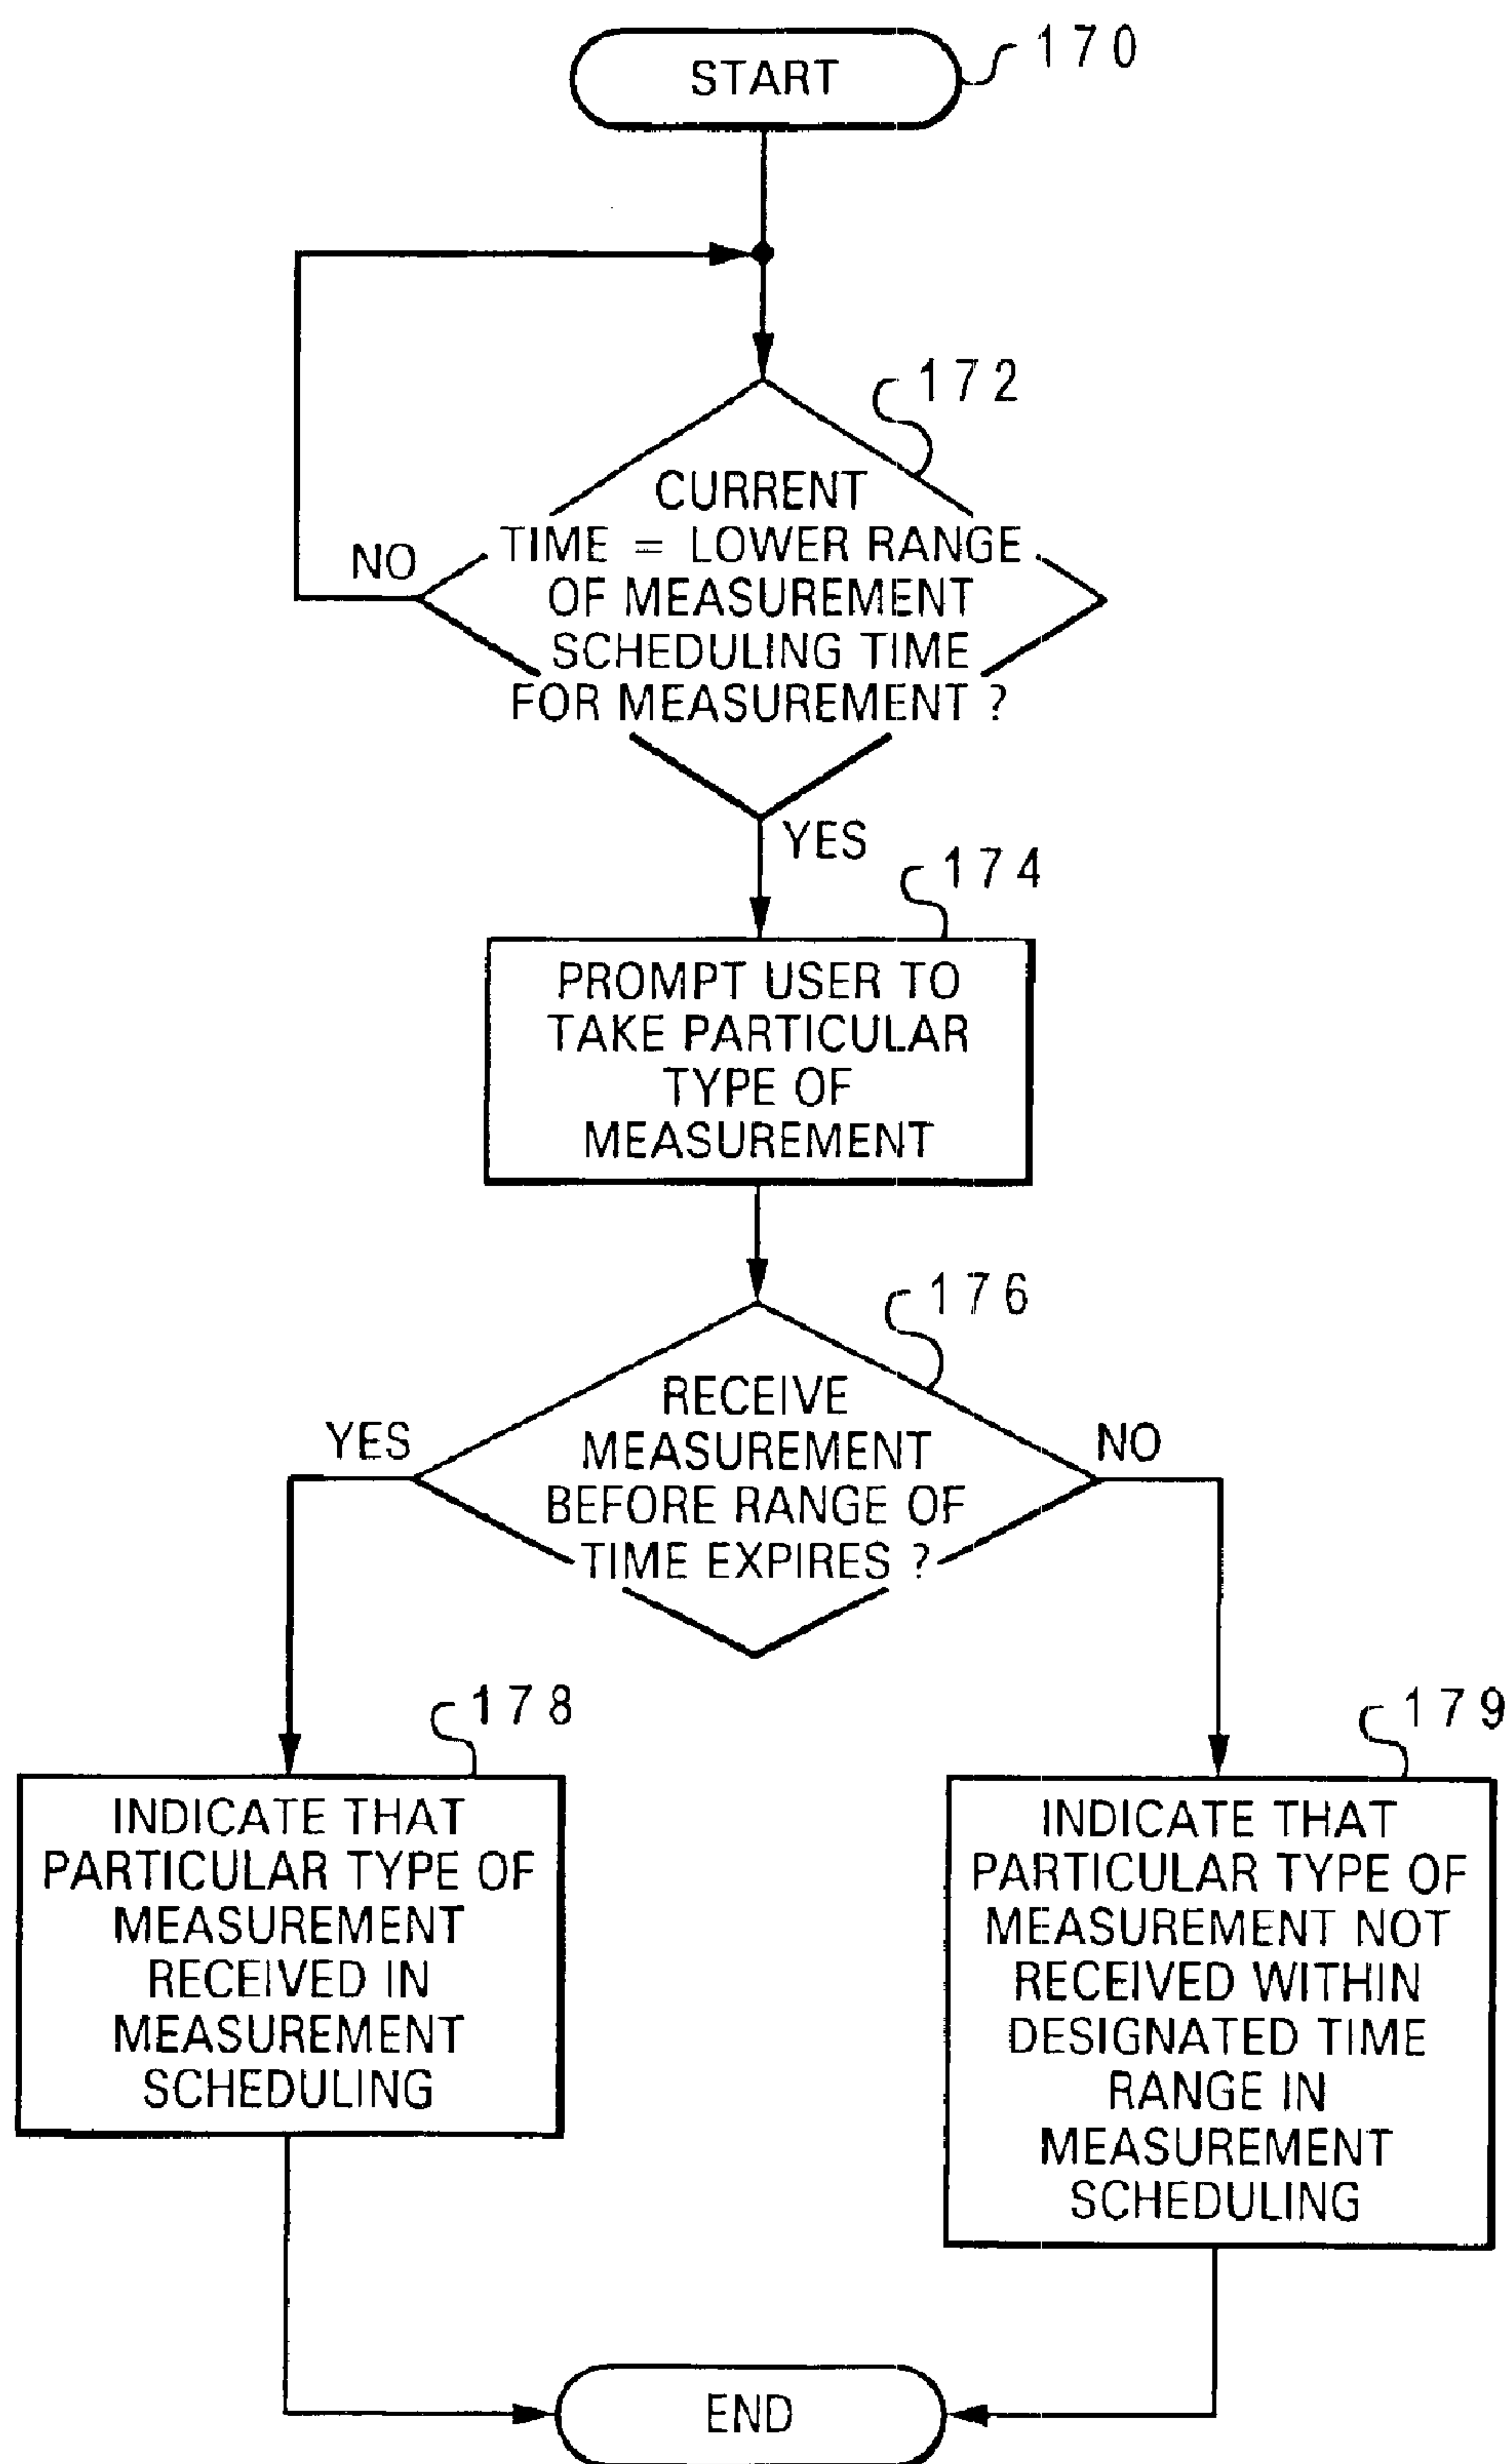 START
170
172
CURRENT
TIME = LOWER RANGE
OF MEASUREMENT
SCHEDULING TIME
FOR MEASUREMENT ?
NO
YES
174
PROMPT USER TO
TAKE PARTICULAR
TYPE OF
MEASUREMENT
176
RECEIVE
MEASUREMENT
BEFORE RANGE OF
TIME EXPIRES ?
YES
NO
178
INDICATE THAT
PARTICULAR TYPE OF
MEASUREMENT
RECEIVED IN
MEASUREMENT
SCHEDULING
179
INDICATE THAT
PARTICULAR TYPE OF
MEASUREMENT NOT
RECEIVED WITHIN
DESIGNATED TIME
RANGE IN
MEASUREMENT
SCHEDULING
END